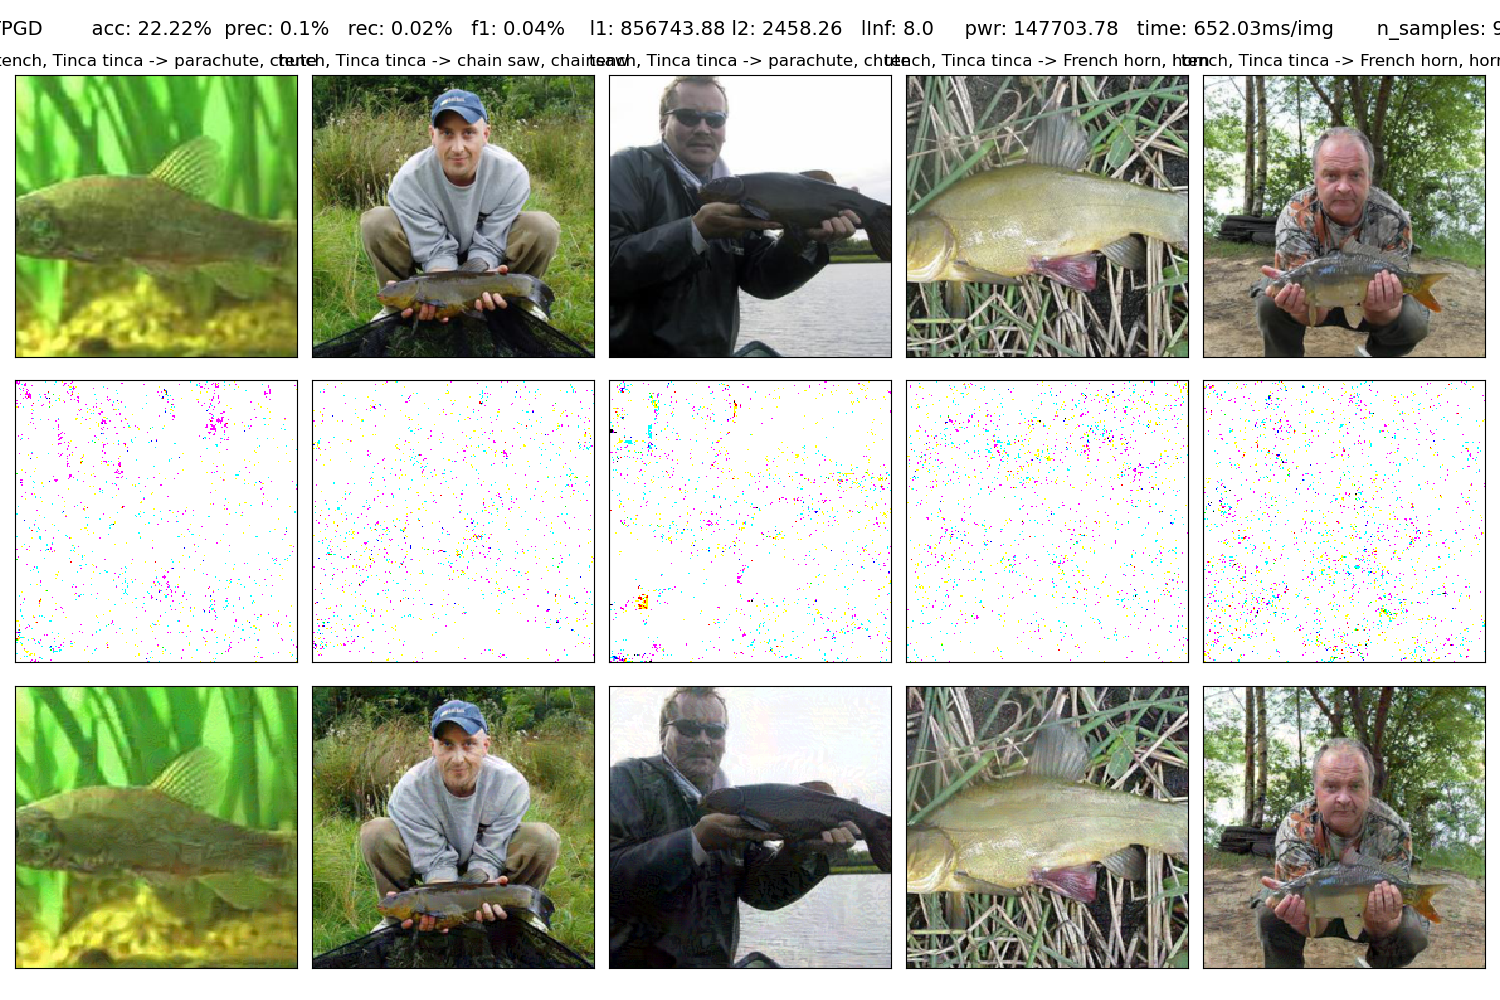 PGD acc: 22.22% prec: 0.1% rec: 0.02% f1: 0.04% l1: 856743.88 l2: 2458.26 lInf: 8.0 pwr: 147703.78 time: 652.03ms/img n_samples: 9
tench, Tinca tinca -> parachute, chute tench, Tinca tinca -> chain saw, chainsaw tench, Tinca tinca -> parachute, chute tench, Tinca tinca -> French horn, horn tench, Tinca tinca -> French horn, horn